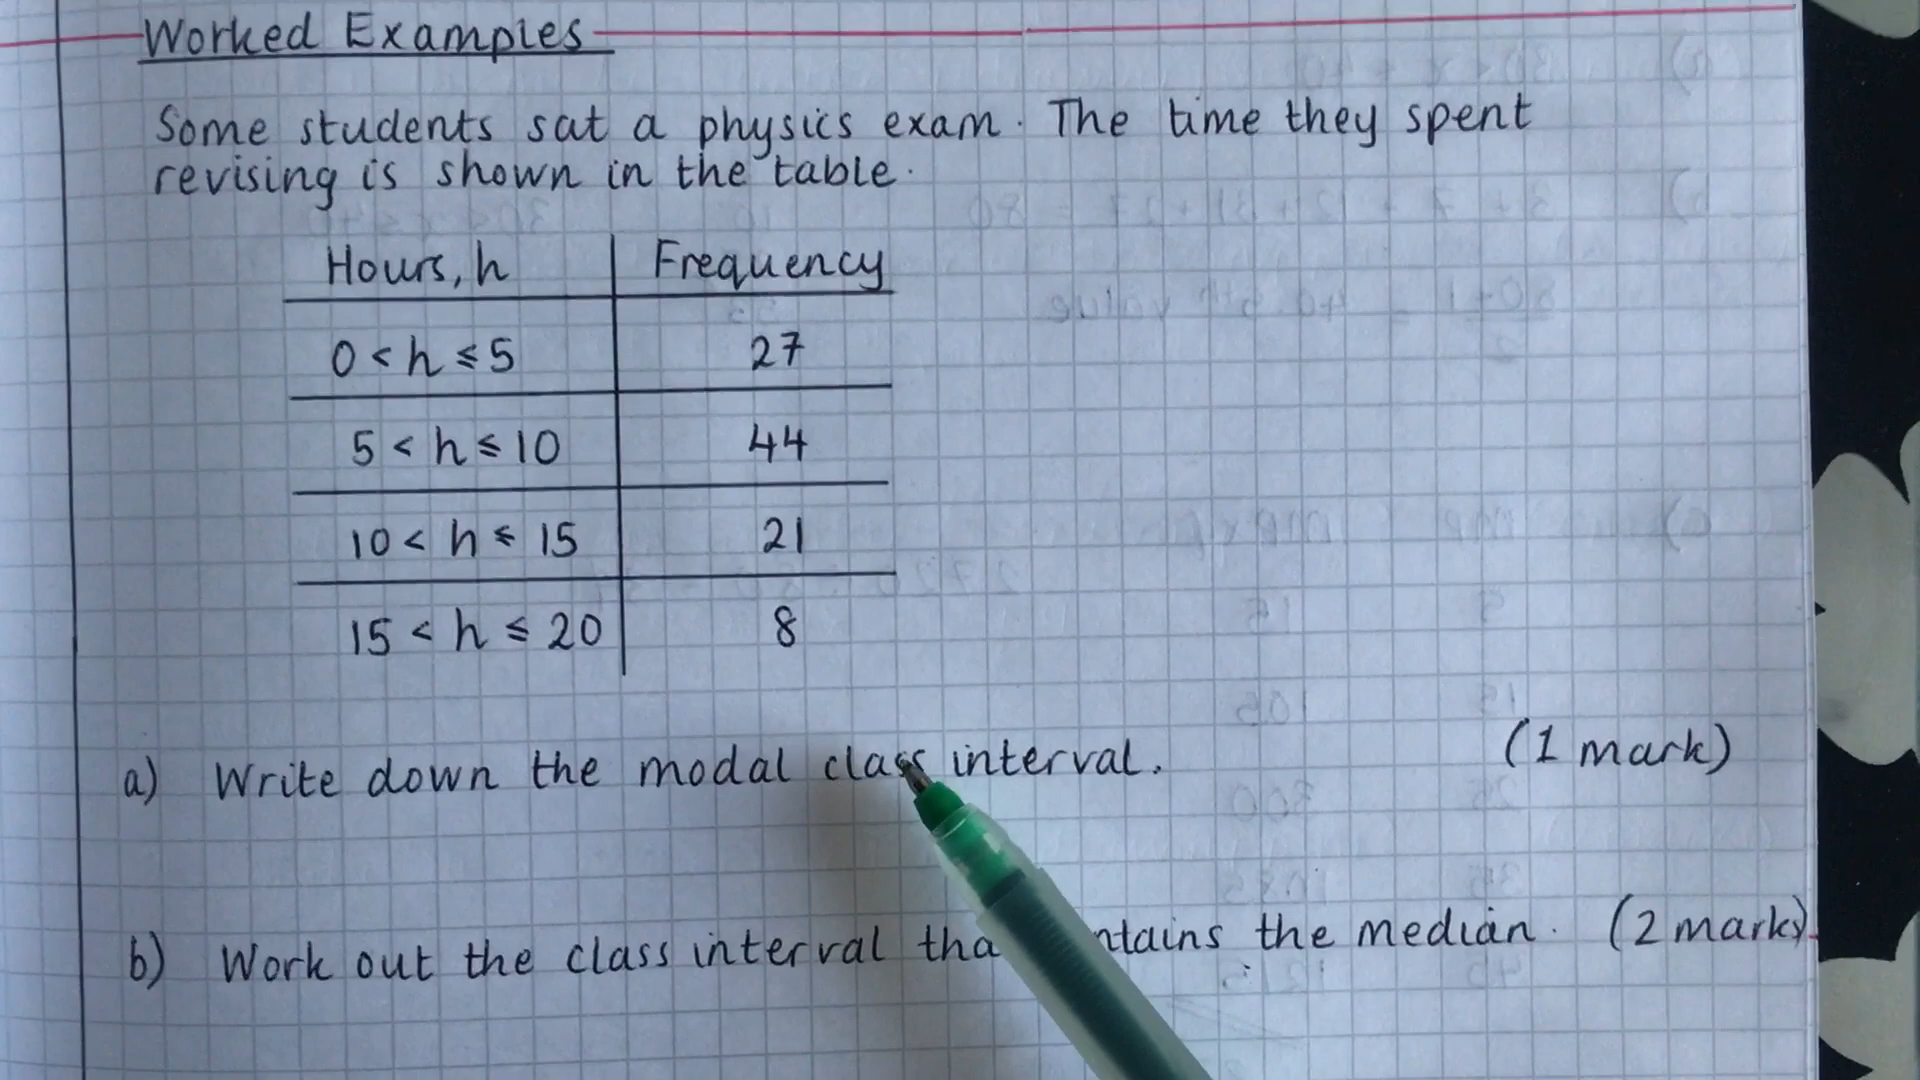 Worked Examples
Some students sat a physics exam. The time they spent
revising is shown in the table.
Hours, h Frequency
0 < h ≤ 5 27
5 < h ≤ 10 44
10 < h ≤ 15 21
15 < h ≤ 20 8
a) Write down the modal class interval. (1 mark)
b) Work out the class interval tha ntains the median. (2 marks)